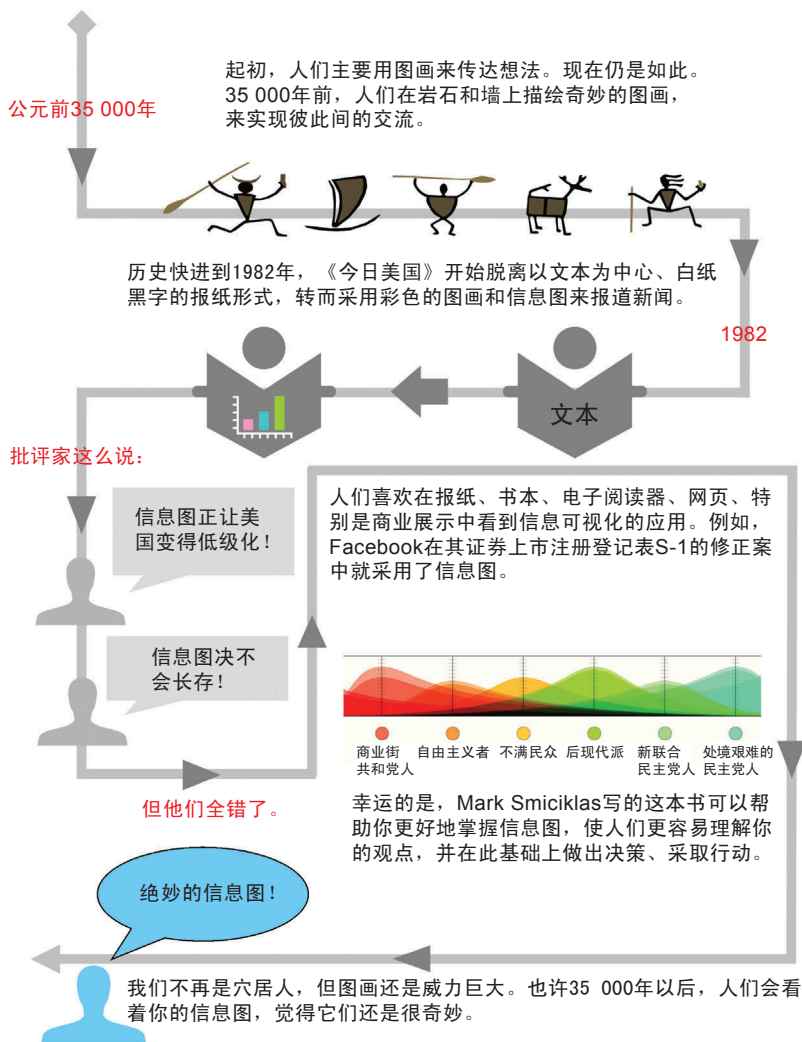 起初，人们主要用图画来传达想法。现在仍是如此。
35 000年前，人们在岩石和墙上描绘奇妙的图画，
来实现彼此间的交流。
公元前35 000年
历史快进到1982年，《今日美国》开始脱离以文本为中心、白纸
黑字的报纸形式，转而采用彩色的图画和信息图来报道新闻。
1982
文本
批评家这么说：
信息图正让美
国变得低级化！
信息图决不
会长存！
但他们全错了。
人们喜欢在报纸、书本、电子阅读器、网页、特
别是商业展示中看到信息可视化的应用。例如，
Facebook在其证券上市注册登记表S-1的修正案
中就采用了信息图。
商业街
共和党人
自由主义者
不满民众
后现代派
新联合
民主党人
处境艰难的
民主党人
幸运的是，Mark Smiciklas写的这本书可以帮
助你更好地掌握信息图，使人们更容易理解你
的观点，并在此基础上做出决策、采取行动。
绝妙的信息图！
我们不再是穴居人，但图画还是威力巨大。也许35 000年以后，人们会看
着你的信息图，觉得它们还是很奇妙。